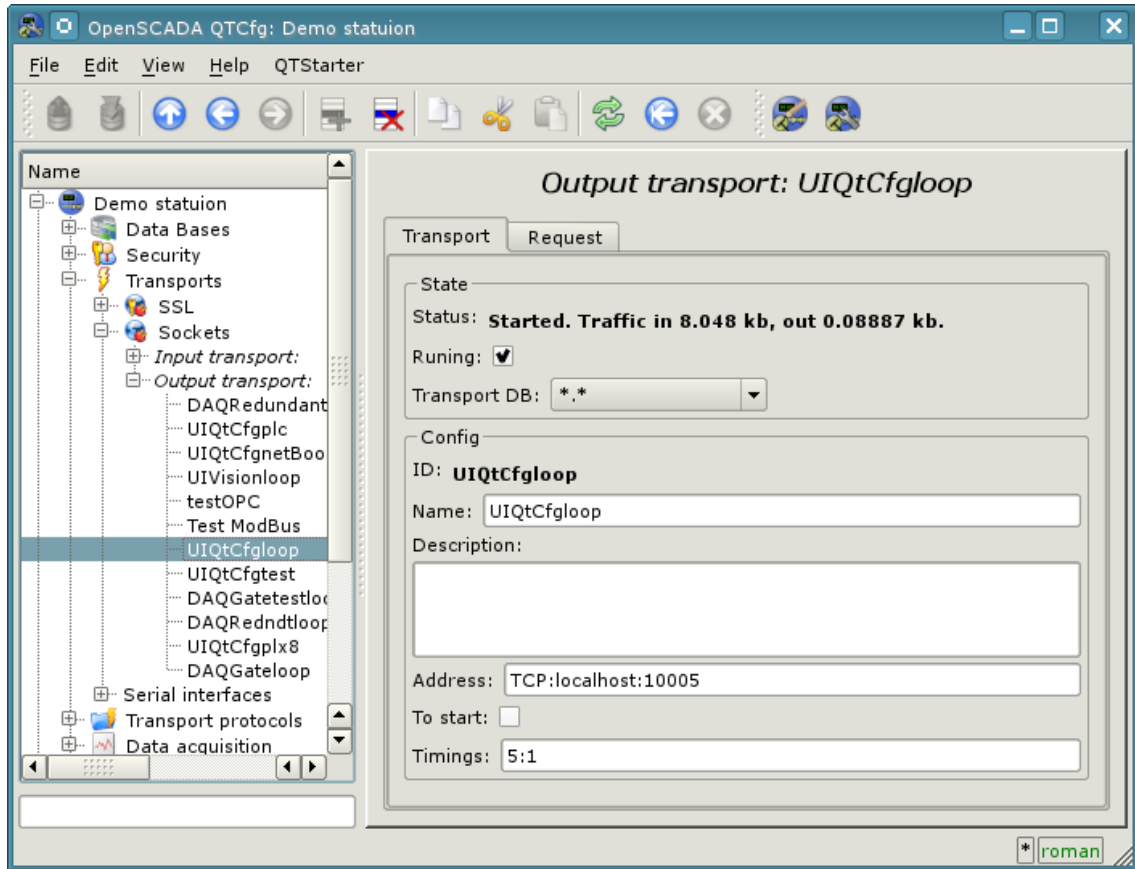 OpenSCADA QTCfg: Demo statuion
File Edit View Help QTStarter
Name
Demo statuion
Data Bases
Security
Transports
SSL
Sockets
Input transport:
Output transport:
DAQRedundant
UIQtCfgplc
UIQtCfgnetBoo
UIVisionloop
testOPC
Test ModBus
UIQtCfgloop
UIQtCfgtest
DAQGatetestloo
DAQRedndtloop
UIQtCfgplx8
DAQGateloop
Serial interfaces
Transport protocols
Data acquisition
Output transport: UIQtCfgloop
Transport Request
State
Status: Started. Traffic in 8.048 kb, out 0.08887 kb.
Runing:
Transport DB: *.*
Config
ID: UIQtCfgloop
Name: UIQtCfgloop
Description:
Address: TCP:localhost:10005
To start:
Timings: 5:1
* roman